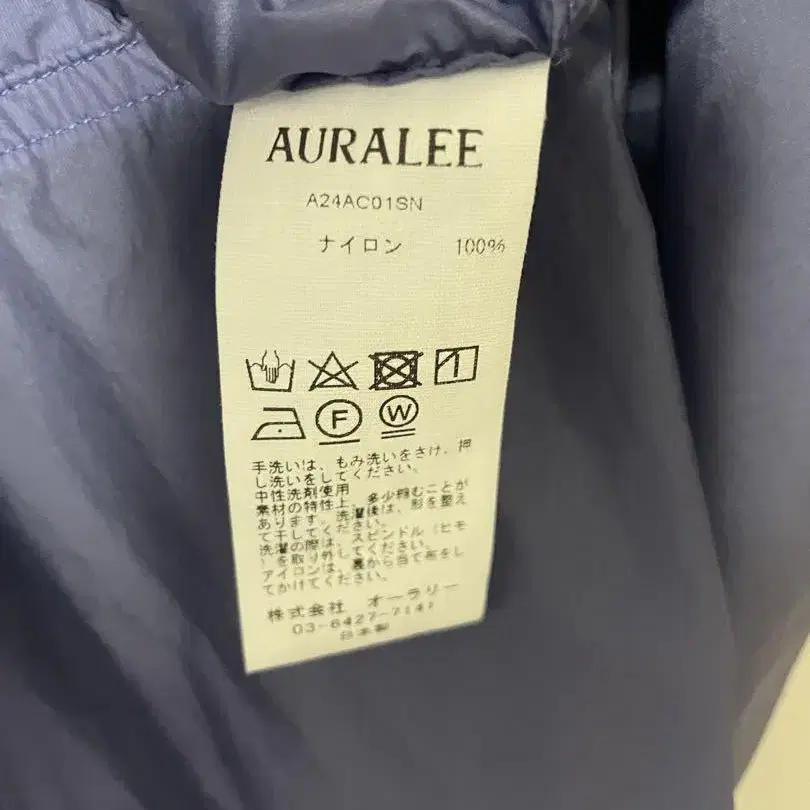 AURALEE
A24AC01SN
ナイロン 100%
F W
手洗いは、もみ洗いをさけ、押
し洗いをしてください。
中性洗剤使用
素材の特性上、多少縮むことが
あります。洗濯後は、形を整え
て干してください。
洗濯の際は、スピンドル（ヒモ
）を取り外してください。
アイロンは、裏から当て布をし
てかけてください。
株式会社 オーラリー
03-6427-7141
日本製